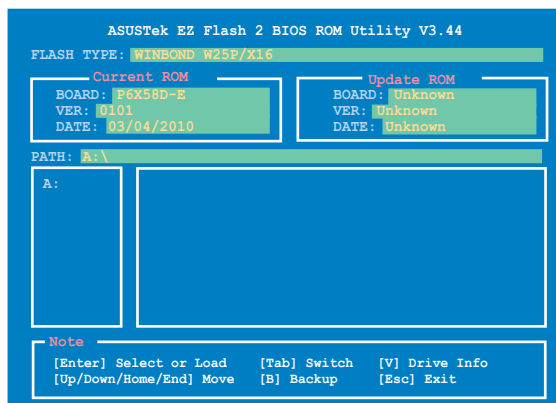 ASUSTek EZ Flash 2 BIOS ROM Utility V3.44
FLASH TYPE: WINBOND W25P/X16
Current ROM
BOARD: P6X58D-E
VER: 0101
DATE: 03/04/2010
Update ROM
BOARD: Unknown
VER: Unknown
DATE: Unknown
PATH: A:\
A:
Note
[Enter] Select or Load [Tab] Switch [V] Drive Info
[Up/Down/Home/End] Move [B] Backup [Esc] Exit